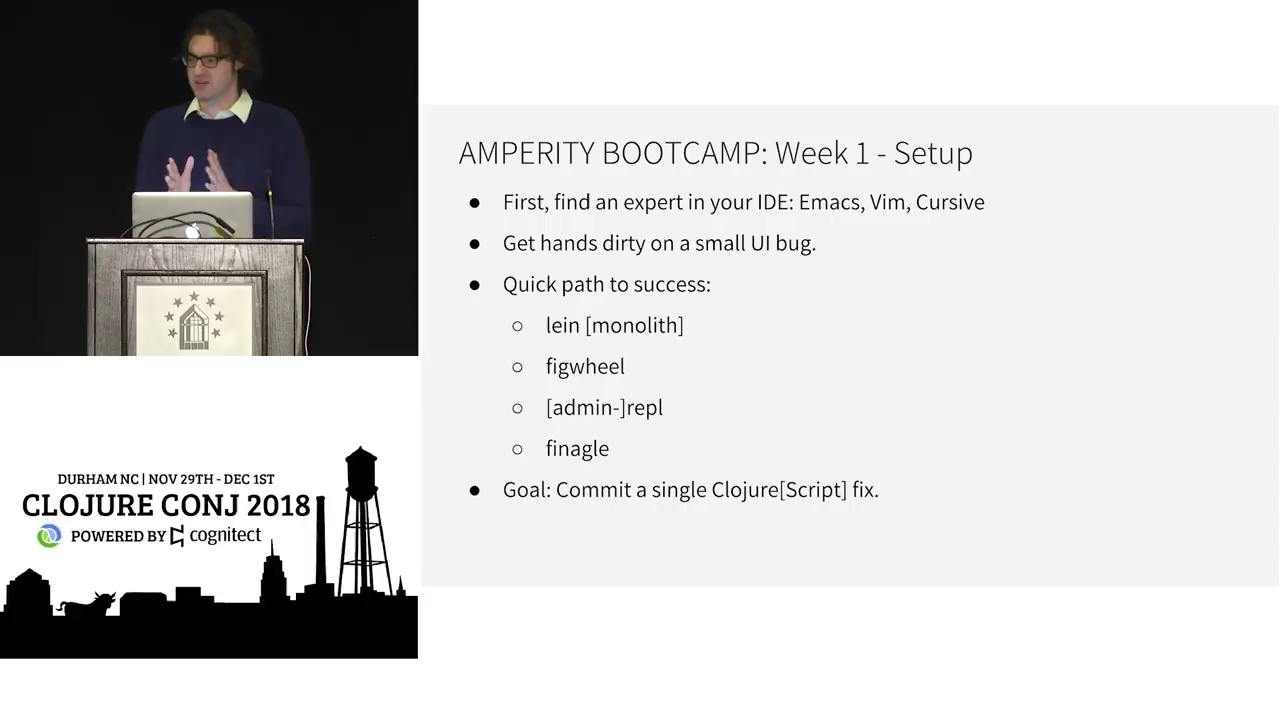 AMPERITY BOOTCAMP: Week 1 - Setup
● First, find an expert in your IDE: Emacs, Vim, Cursive
● Get hands dirty on a small UI bug.
● Quick path to success:
○ lein [monolith]
○ figwheel
○ [admin-]repl
○ finagle
● Goal: Commit a single Clojure[Script] fix.
DURHAM NC | NOV 29TH - DEC 1ST
CLOJURE CONJ 2018
POWERED BY cognitect